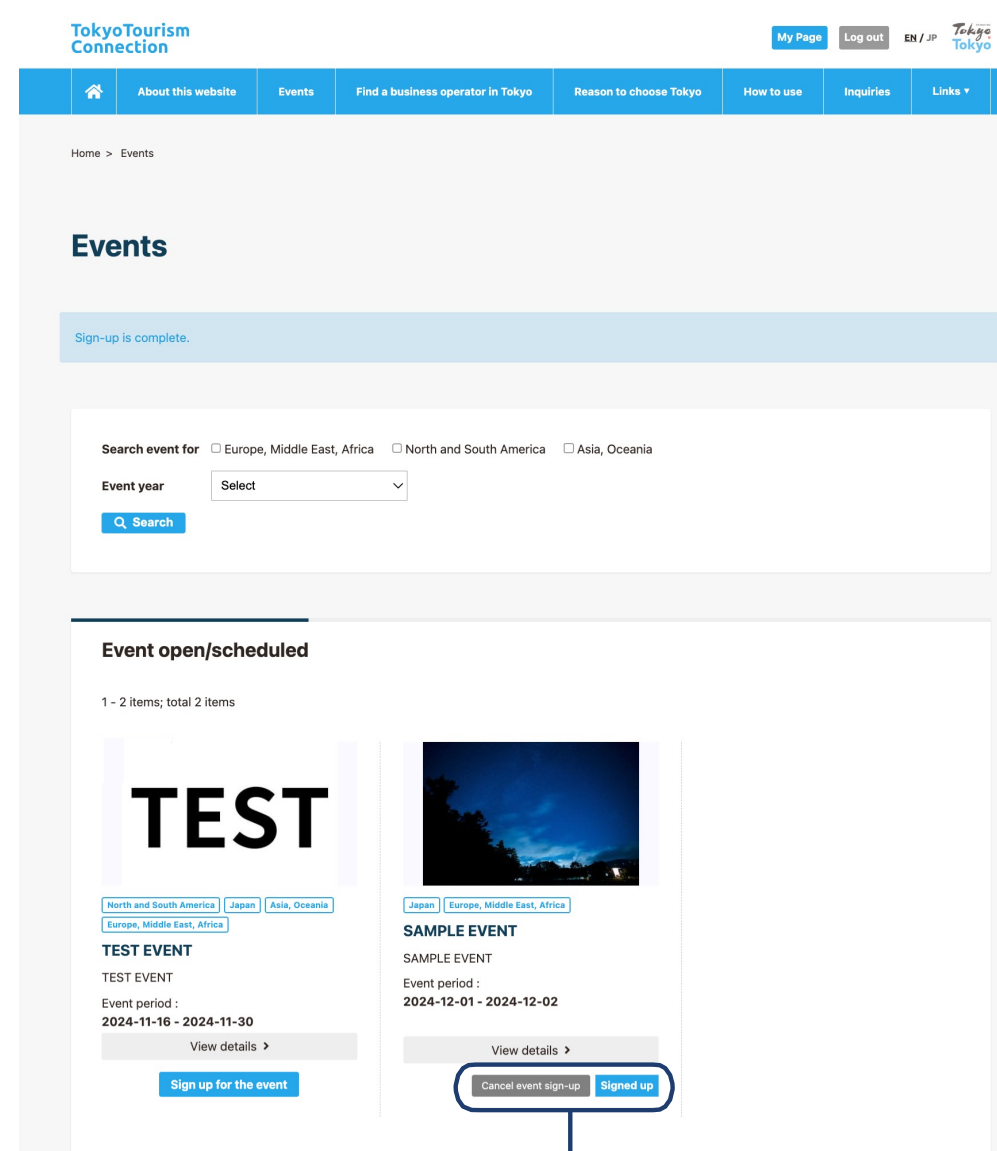 TokyoTourism
Connection
My Page
Log out
EN / JP
Tokyo
Tokyo
About this website
Events
Find a business operator in Tokyo
Reason to choose Tokyo
How to use
Inquiries
Links ▾
Home > Events
Events
Sign-up is complete.
Search event for
Europe, Middle East, Africa
North and South America
Asia, Oceania
Event year
Select
Search
Event open/scheduled
1 - 2 items; total 2 items
TEST
North and South America
Japan
Asia, Oceania
Europe, Middle East, Africa
TEST EVENT
TEST EVENT
Event period :
2024-11-16 - 2024-11-30
View details >
Sign up for the event
Japan
Europe, Middle East, Africa
SAMPLE EVENT
SAMPLE EVENT
Event period :
2024-12-01 - 2024-12-02
View details >
Cancel event sign-up
Signed up